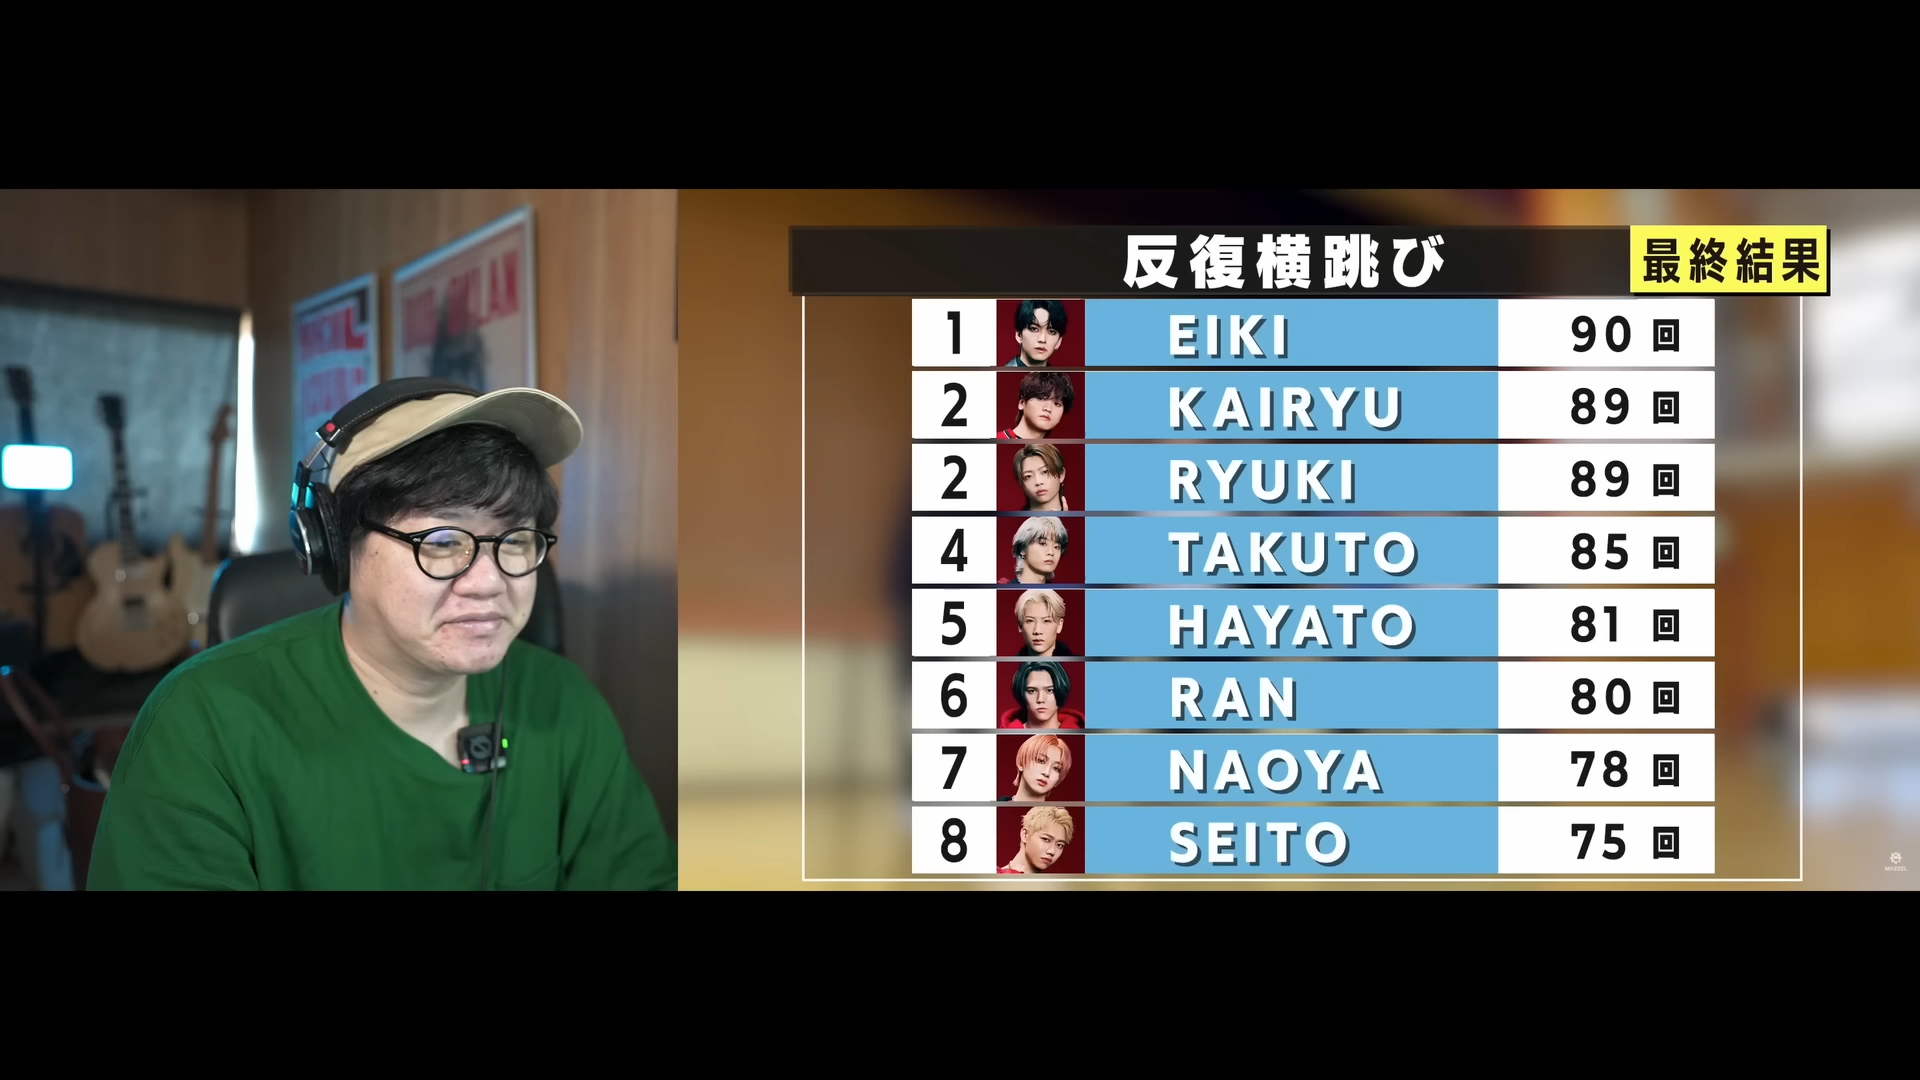 反復横跳び
最終結果
1 EIKI 90 回
2 KAIRYU 89 回
2 RYUKI 89 回
4 TAKUTO 85 回
5 HAYATO 81 回
6 RAN 80 回
7 NAOYA 78 回
8 SEITO 75 回
MAZZEL